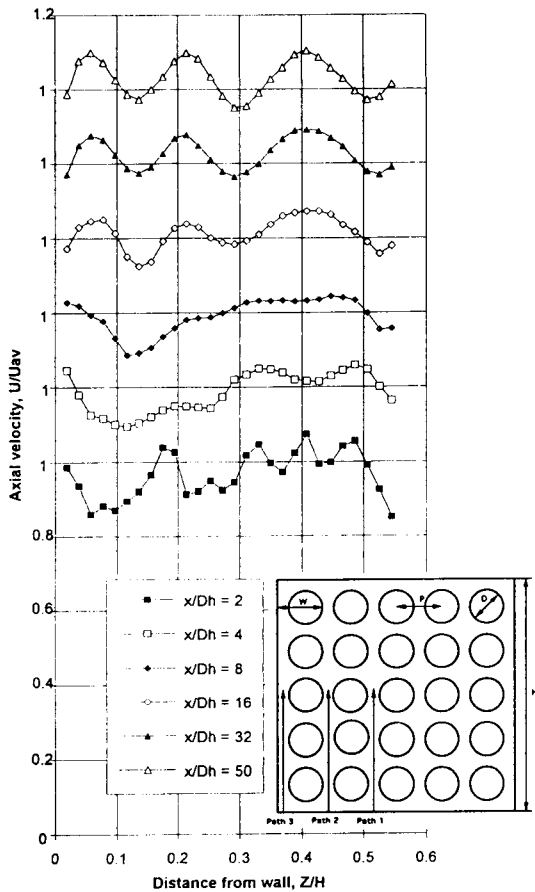 1.2
1
1
1
1
1
1
0.8
0.6
0.4
0.2
0
0
0.1
0.2
0.3
0.4
0.5
0.6
Axial velocity, U/Uav
Distance from wall, Z/H
x/Dh = 2
x/Dh = 4
x/Dh = 8
x/Dh = 16
x/Dh = 32
x/Dh = 50
W
P
D
Path 3
Path 2
Path 1